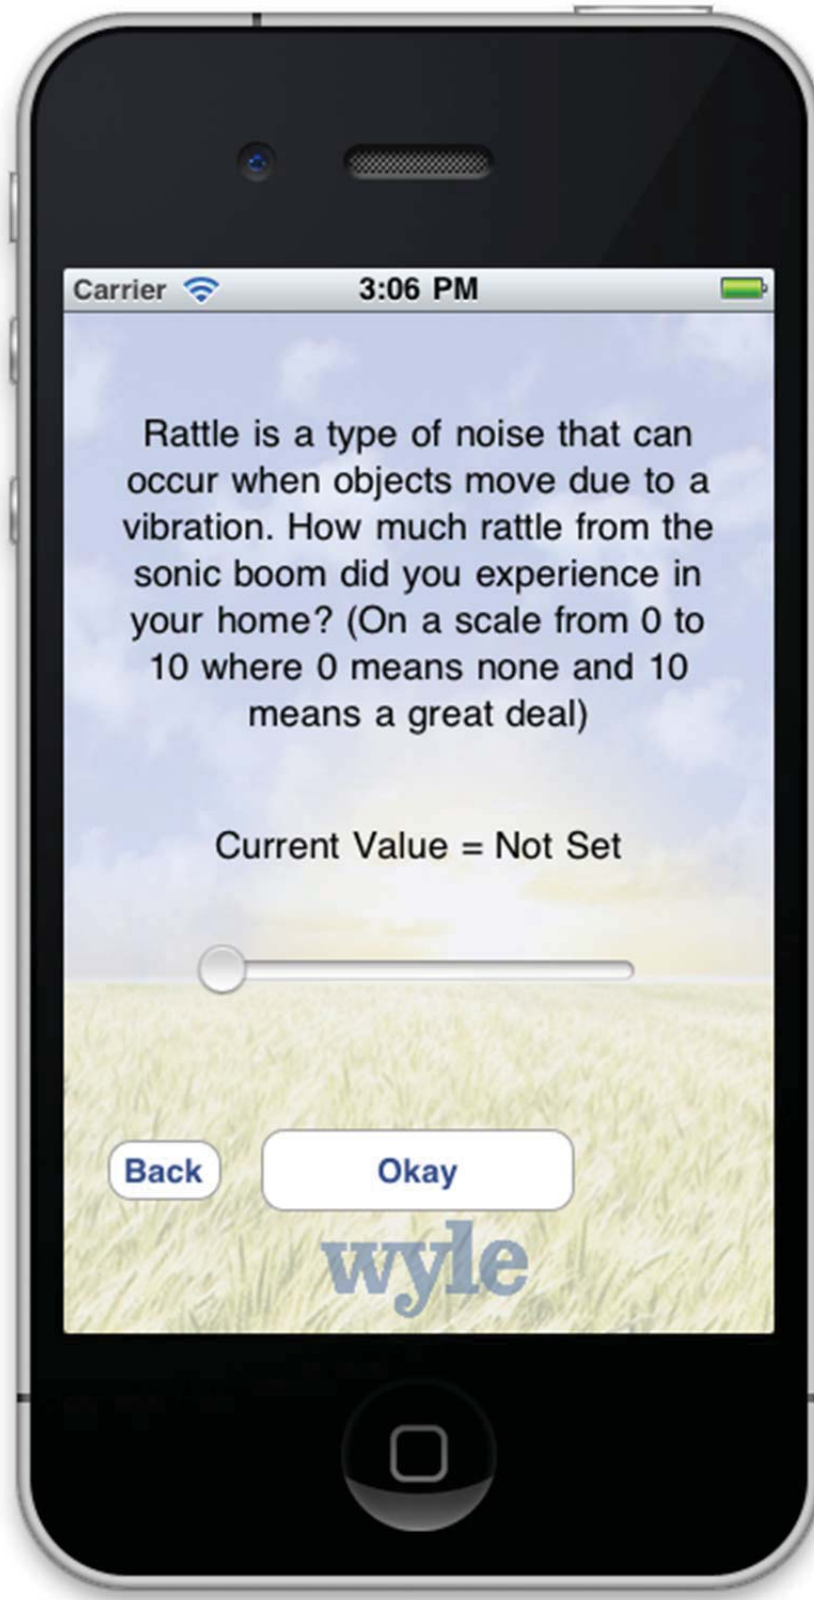 Carrier 3:06 PM
Rattle is a type of noise that can
occur when objects move due to a
vibration. How much rattle from the
sonic boom did you experience in
your home? (On a scale from 0 to
10 where 0 means none and 10
means a great deal)
Current Value = Not Set
Back Okay
wyle